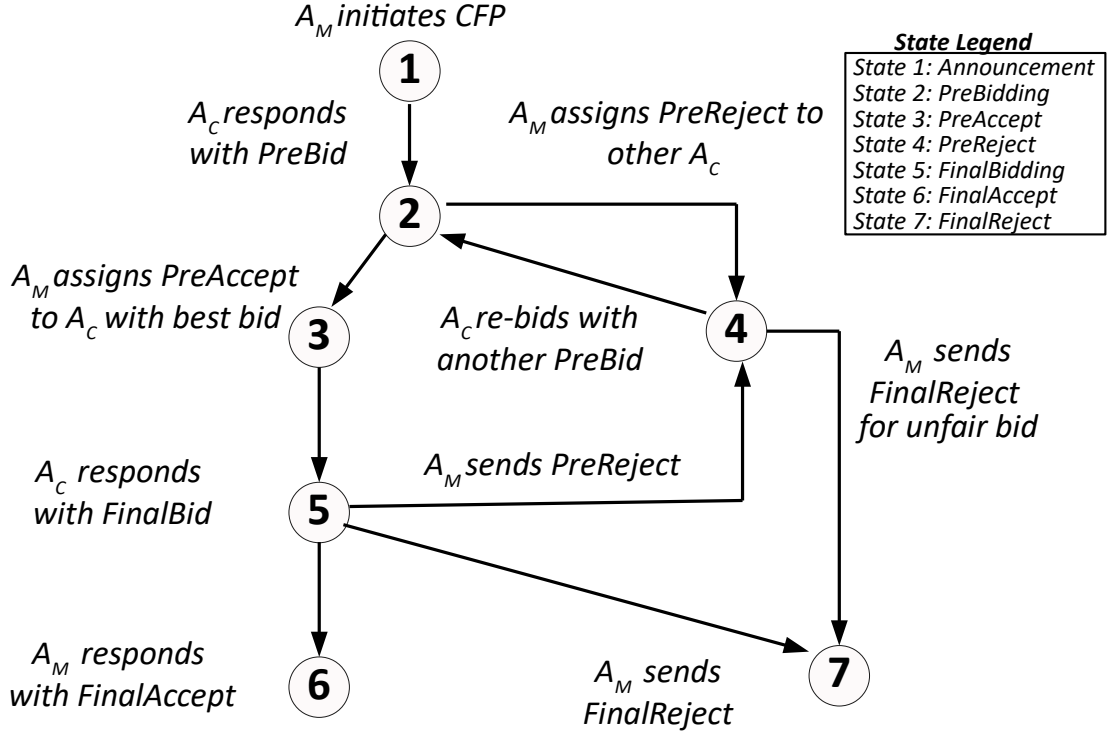 A_M initiates CFP
State Legend
State 1: Announcement
State 2: PreBidding
State 3: PreAccept
State 4: PreReject
State 5: FinalBidding
State 6: FinalAccept
State 7: FinalReject
1
A_C responds
with PreBid
A_M assigns PreReject to
other A_C
2
A_M assigns PreAccept
to A_C with best bid
3
A_C re-bids with
another PreBid
4
A_M sends
FinalReject
for unfair bid
A_C responds
with FinalBid
5
A_M sends PreReject
A_M responds
with FinalAccept
6
A_M sends
FinalReject
7